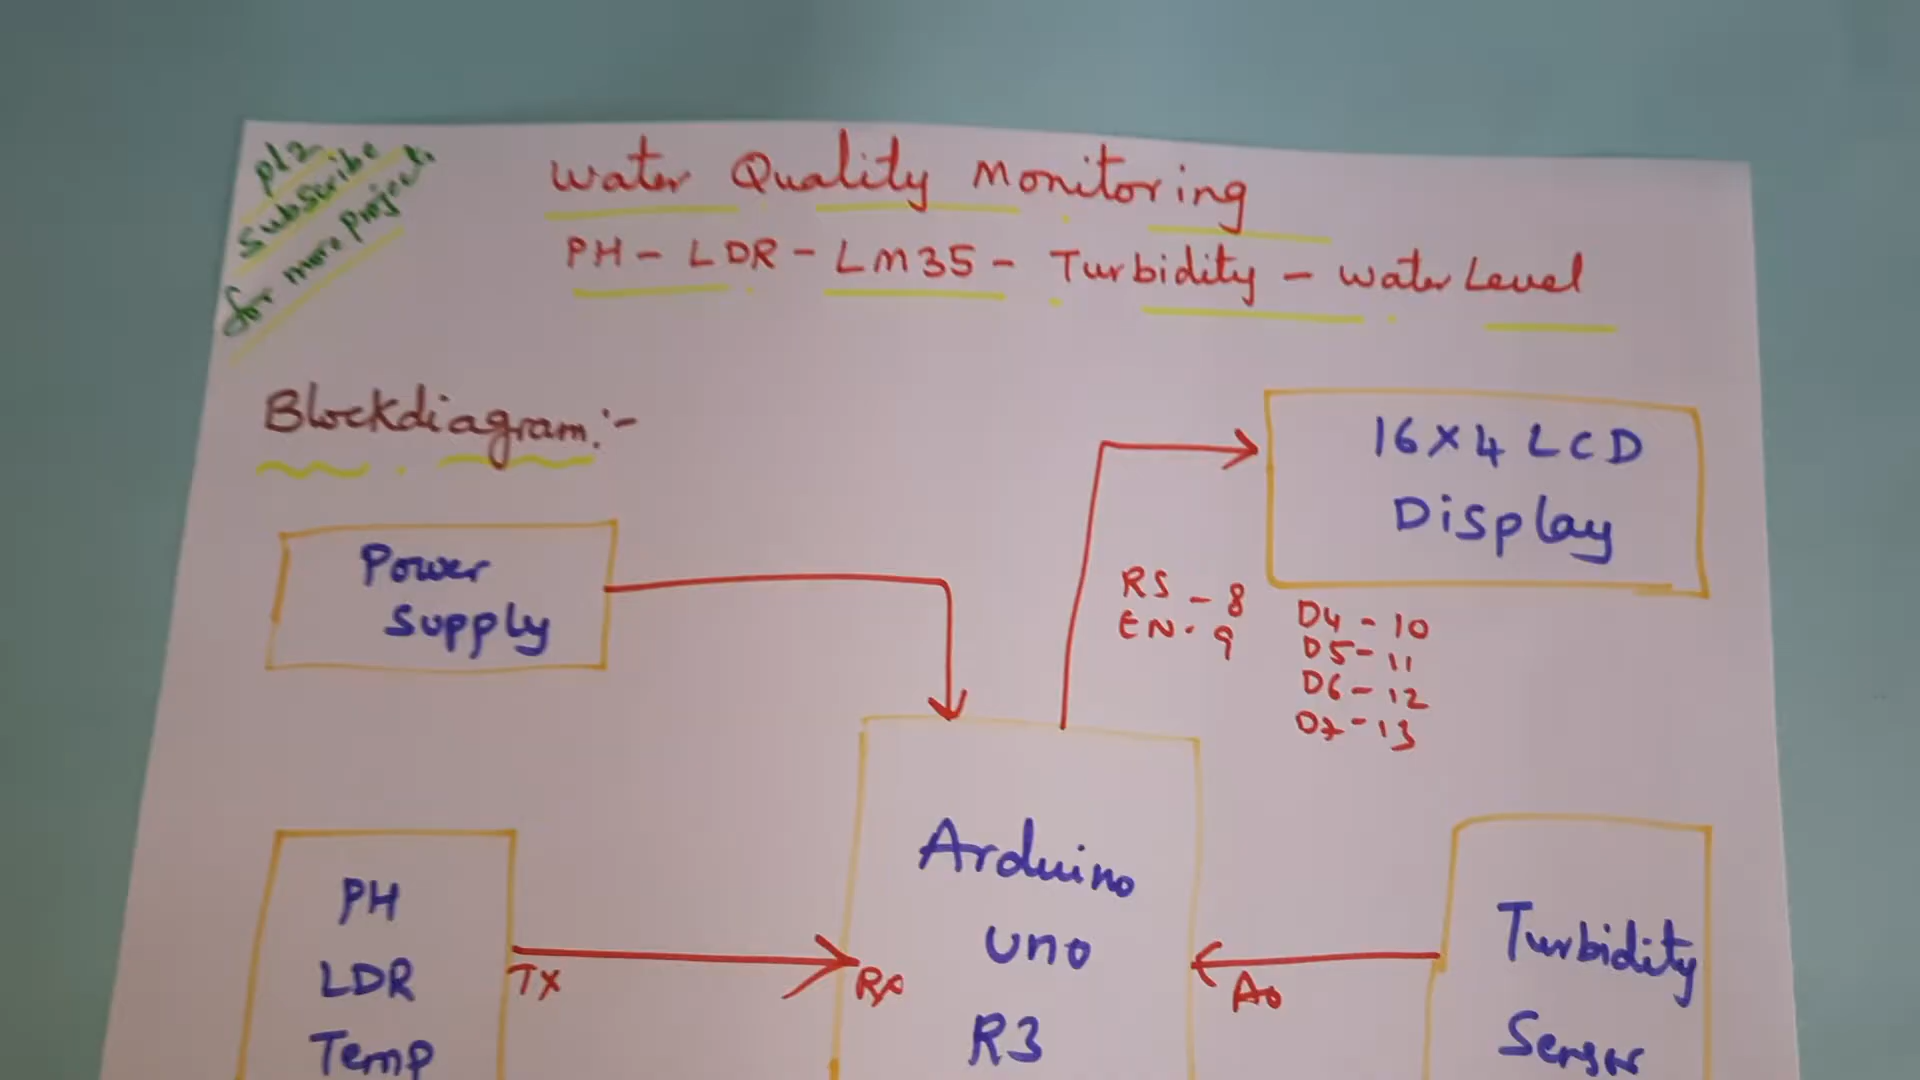 plz
subscribe
for more project.
Water Quality Monitoring
PH - LDR - LM35 - Turbidity - Water Level
Blockdiagram:-
16X4 LCD
Display
Power
Supply
RS - 8
EN - 9
D4 - 10
D5 - 11
D6 - 12
D7 - 13
Arduino
uno
R3
PH
LDR
Temp
TX
RX
A0
Turbidity
Sensor